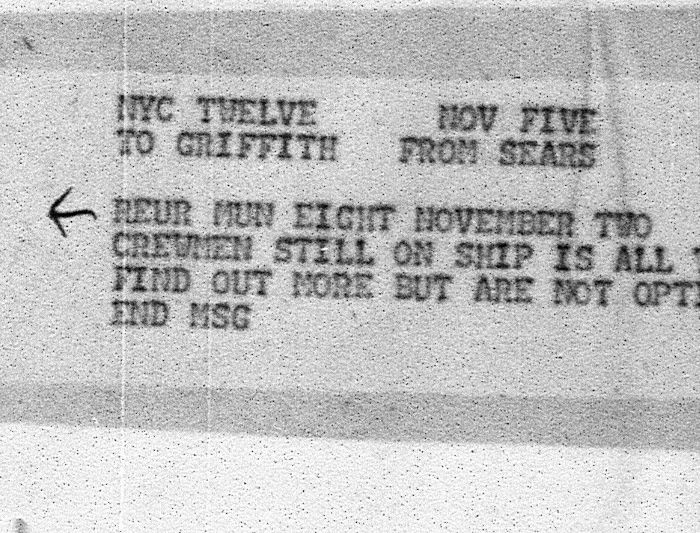 NYC TWELVE NOV FIVE
TO GRIFFITH FROM SEARS
REUR MUN EIGHT NOVEMBER TWO
CREWMEN STILL ON SHIP IS ALL
FIND OUT MORE BUT ARE NOT
END MSG